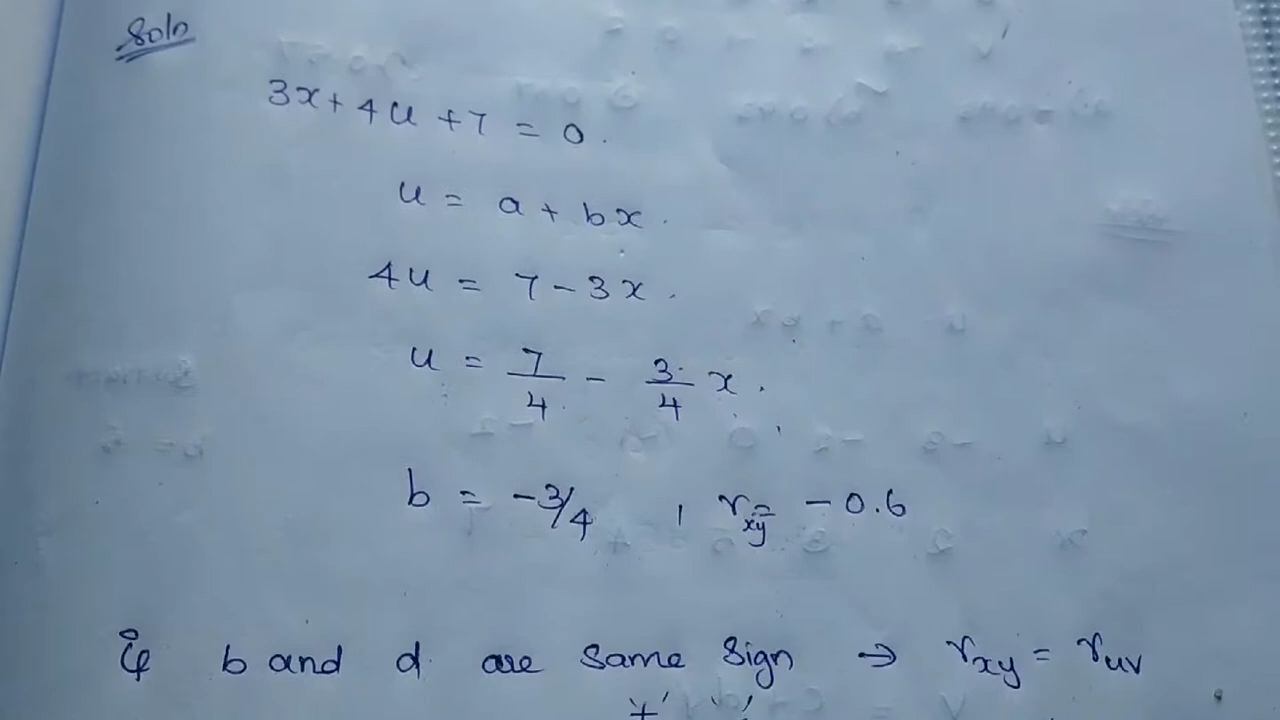 Soln
3x + 4u + 7 = 0.
u = a + bx.
4u = 7 - 3x.
u = 7/4 - 3/4 x.
b = -3/4 , r_xy = -0.6
if b and d are same sign → r_xy = r_uv